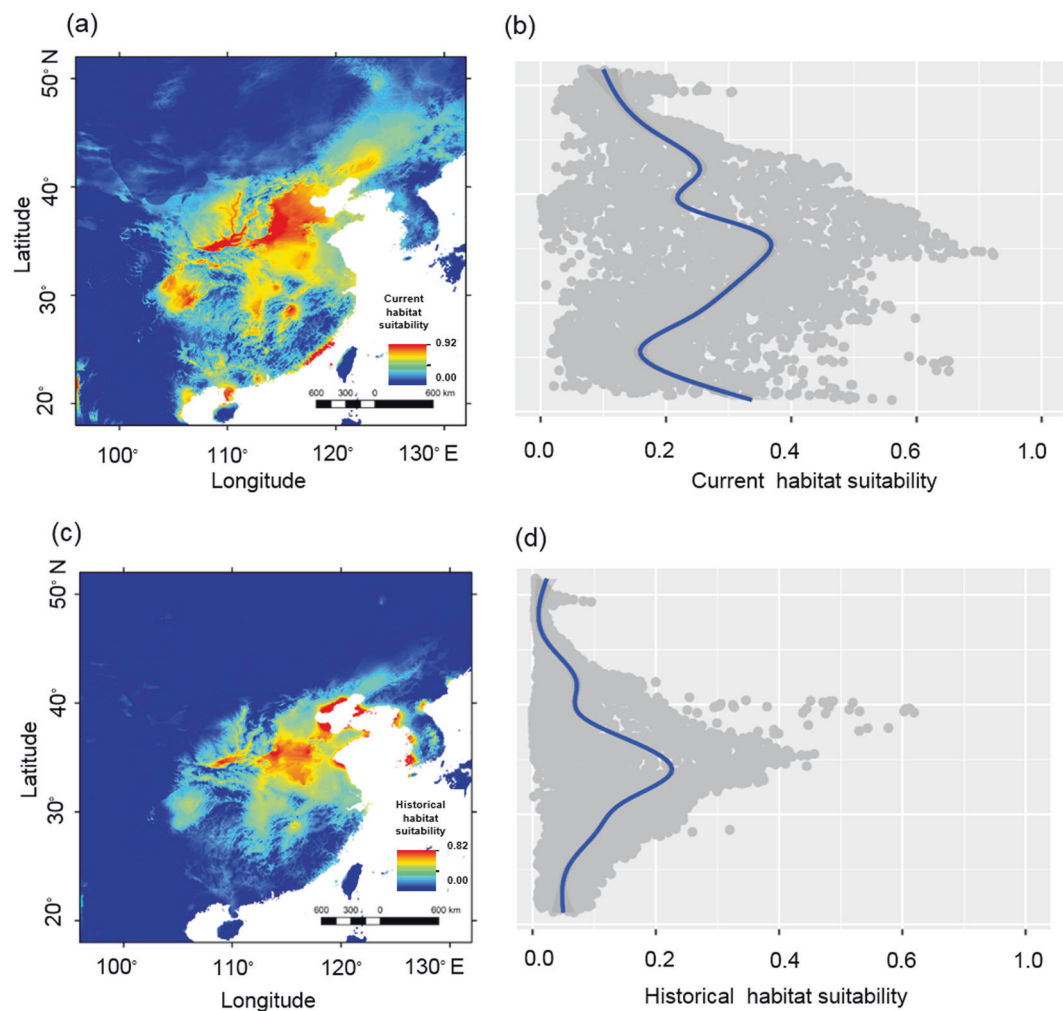 (a)
50° N
40°
30°
20°
Latitude
Current
habitat
suitability
0.92
0.00
600 300 0 600 km
100° 110° 120° 130° E
Longitude
(b)
0.0 0.2 0.4 0.6 0.8 1.0
Current habitat suitability
(c)
50° N
40°
30°
20°
Latitude
Historical
habitat
suitability
0.82
0.00
600 300 0 600 km
100° 110° 120° 130° E
Longitude
(d)
0.0 0.2 0.4 0.6 0.8 1.0
Historical habitat suitability